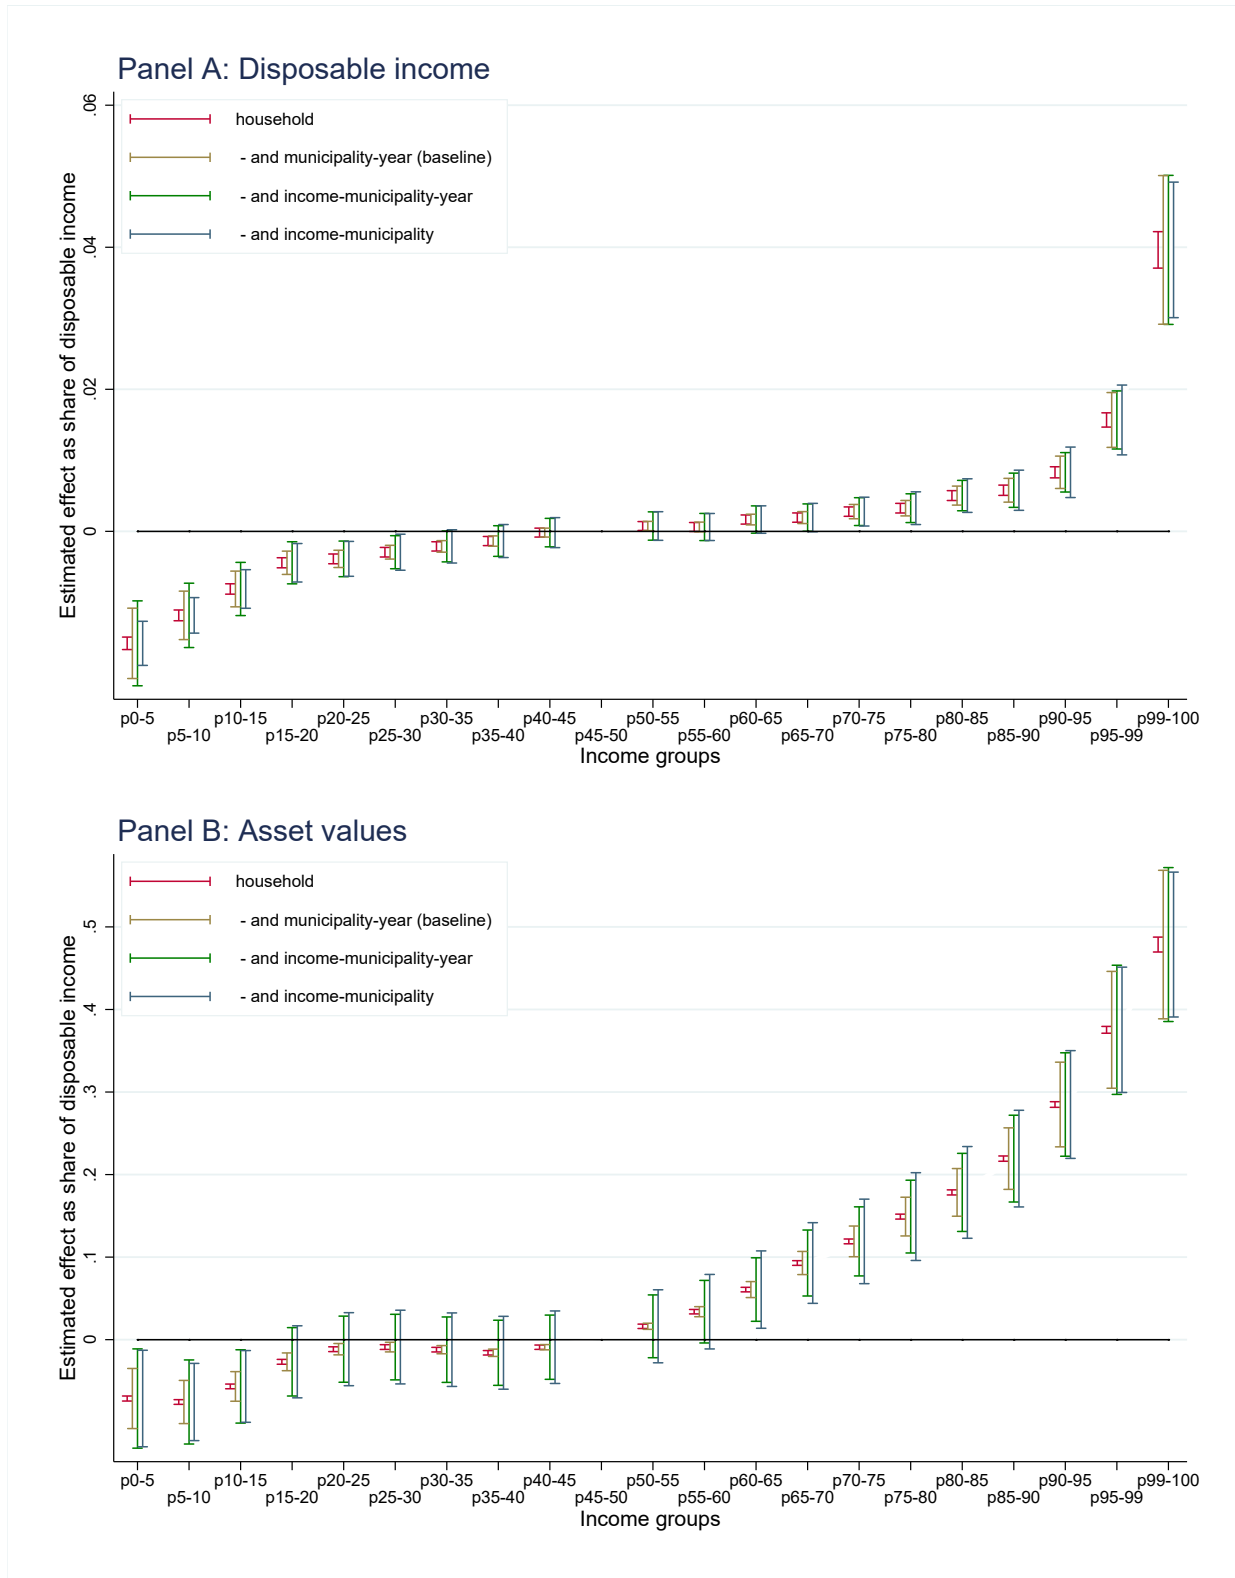 Panel A: Disposable income
Estimated effect as share of disposable income
.06
.04
.02
0
household
- and municipality-year (baseline)
- and income-municipality-year
- and income-municipality
p0-5 p10-15 p20-25 p30-35 p40-45 p50-55 p60-65 p70-75 p80-85 p90-95 p99-100
p5-10 p15-20 p25-30 p35-40 p45-50 p55-60 p65-70 p75-80 p85-90 p95-99
Income groups
Panel B: Asset values
Estimated effect as share of disposable income
.5
.4
.3
.2
.1
0
household
- and municipality-year (baseline)
- and income-municipality-year
- and income-municipality
p0-5 p10-15 p20-25 p30-35 p40-45 p50-55 p60-65 p70-75 p80-85 p90-95 p99-100
p5-10 p15-20 p25-30 p35-40 p45-50 p55-60 p65-70 p75-80 p85-90 p95-99
Income groups